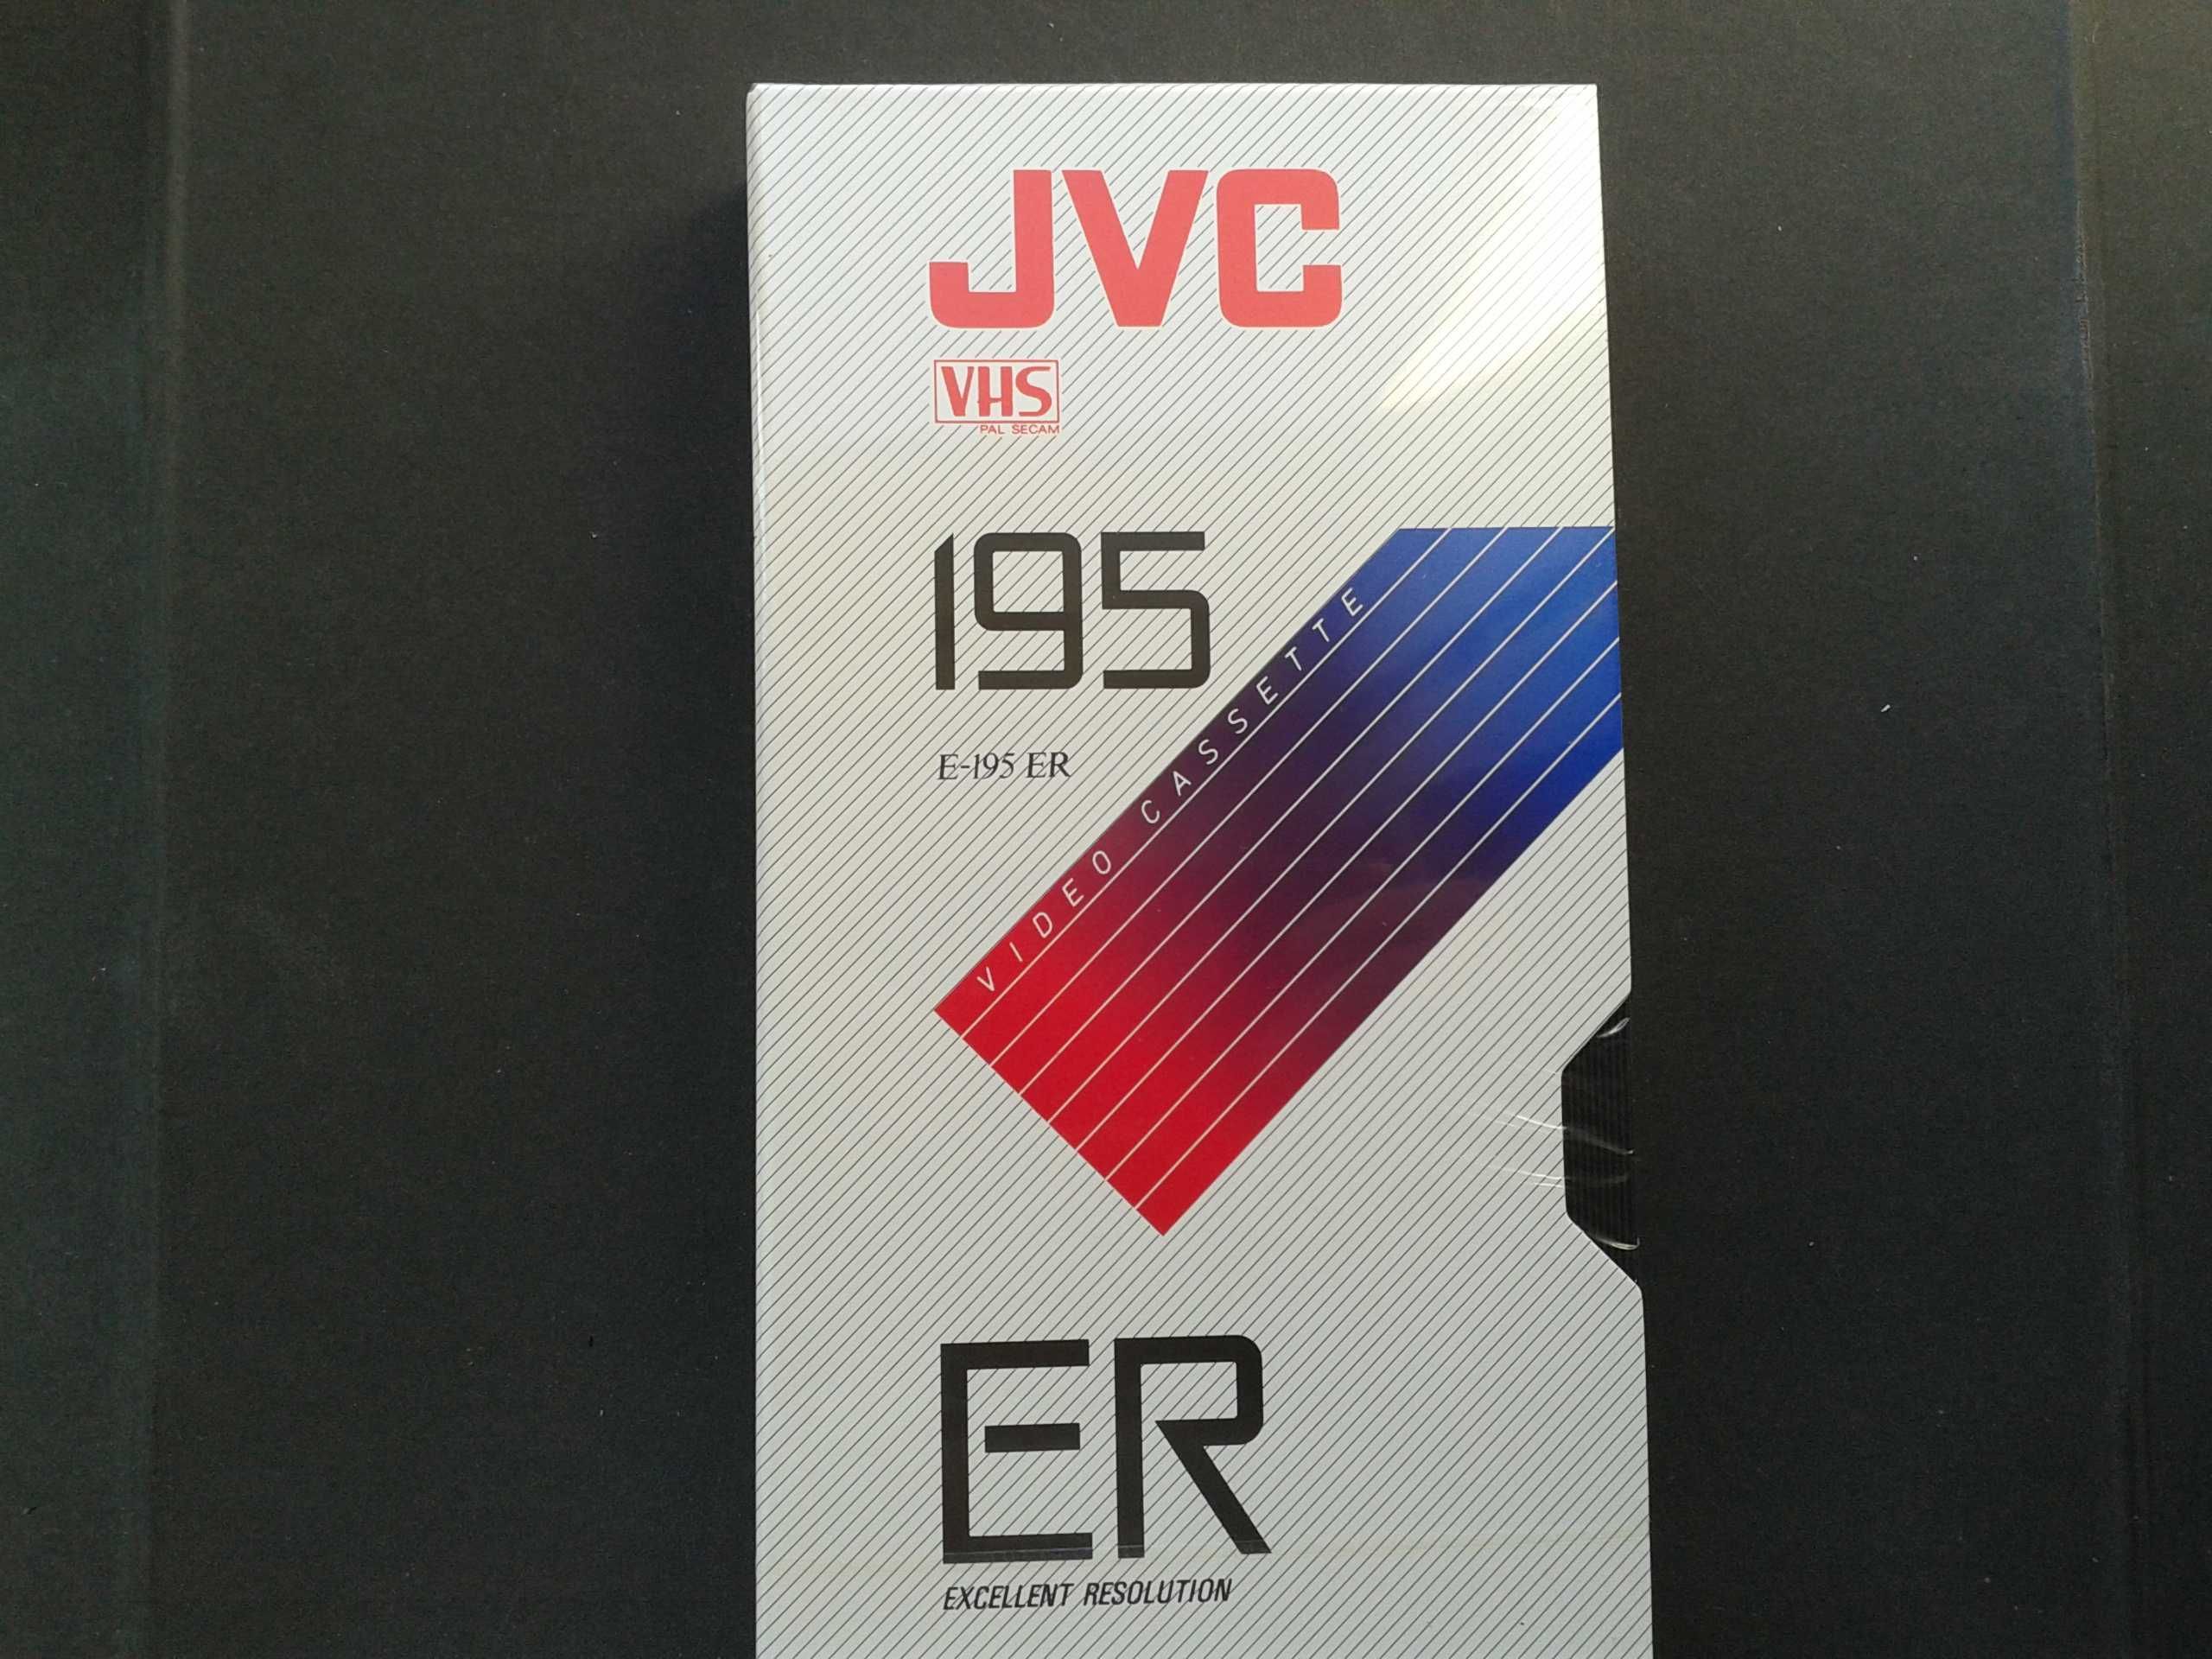 JVC
VHS
PAL SECAM
195
E-195 ER
VIDEO CASSETTE
ER
EXCELLENT RESOLUTION